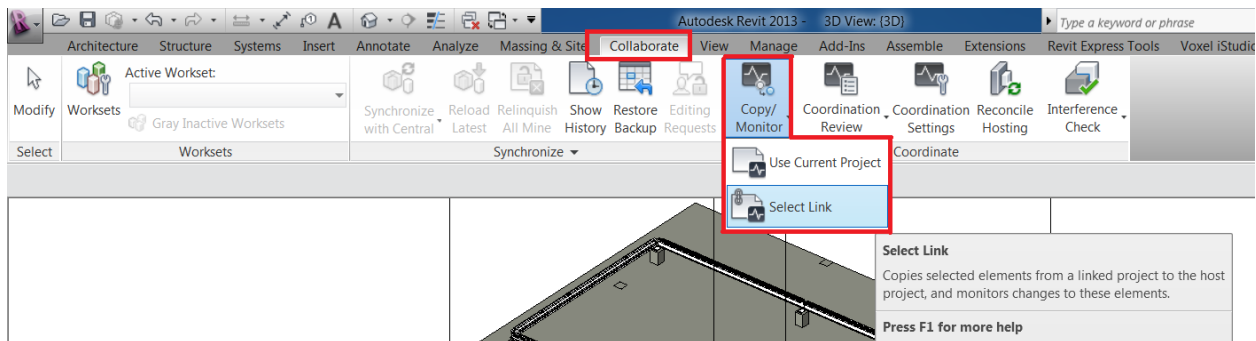 Autodesk Revit 2013 - 3D View: {3D}
Type a keyword or phrase
Architecture Structure Systems Insert Annotate Analyze Massing & Site Collaborate View Manage Add-Ins Assemble Extensions Revit Express Tools Voxel iStudio
Modify
Worksets
Active Workset:
Gray Inactive Worksets
Synchronize
with Central
Reload
Latest
Relinquish
All Mine
Show
History
Restore
Backup
Editing
Requests
Copy/
Monitor
Coordination
Review
Coordination
Settings
Reconcile
Hosting
Interference
Check
Select Worksets Synchronize Coordinate
Use Current Project
Select Link
Select Link
Copies selected elements from a linked project to the host
project, and monitors changes to these elements.
Press F1 for more help